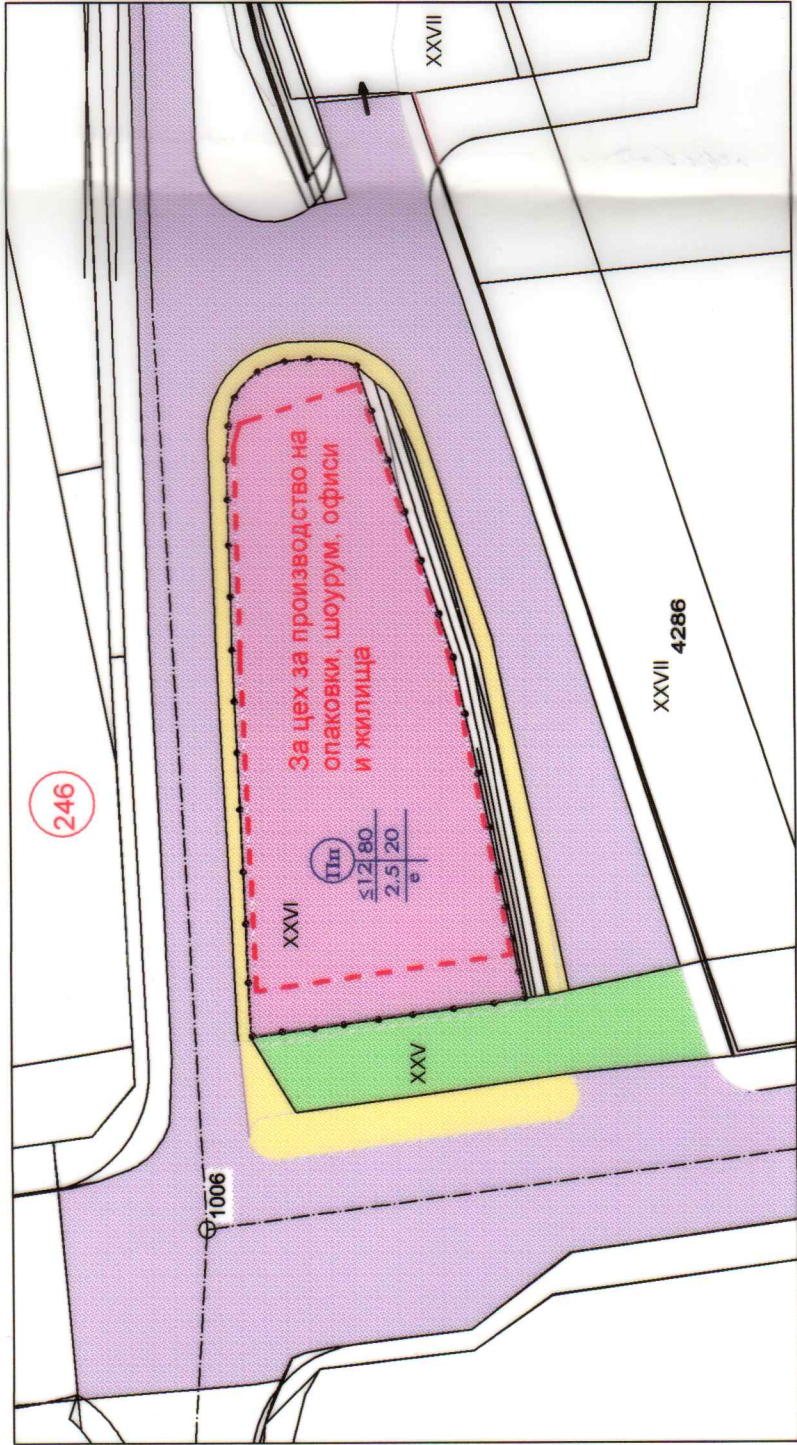 246
XXVII
За цех за производство на
опаковки, шоурум, офиси
и жилища
XXVI
Пп
≤12 80
2.5 20
е
XXVII 4286
XXV
1006